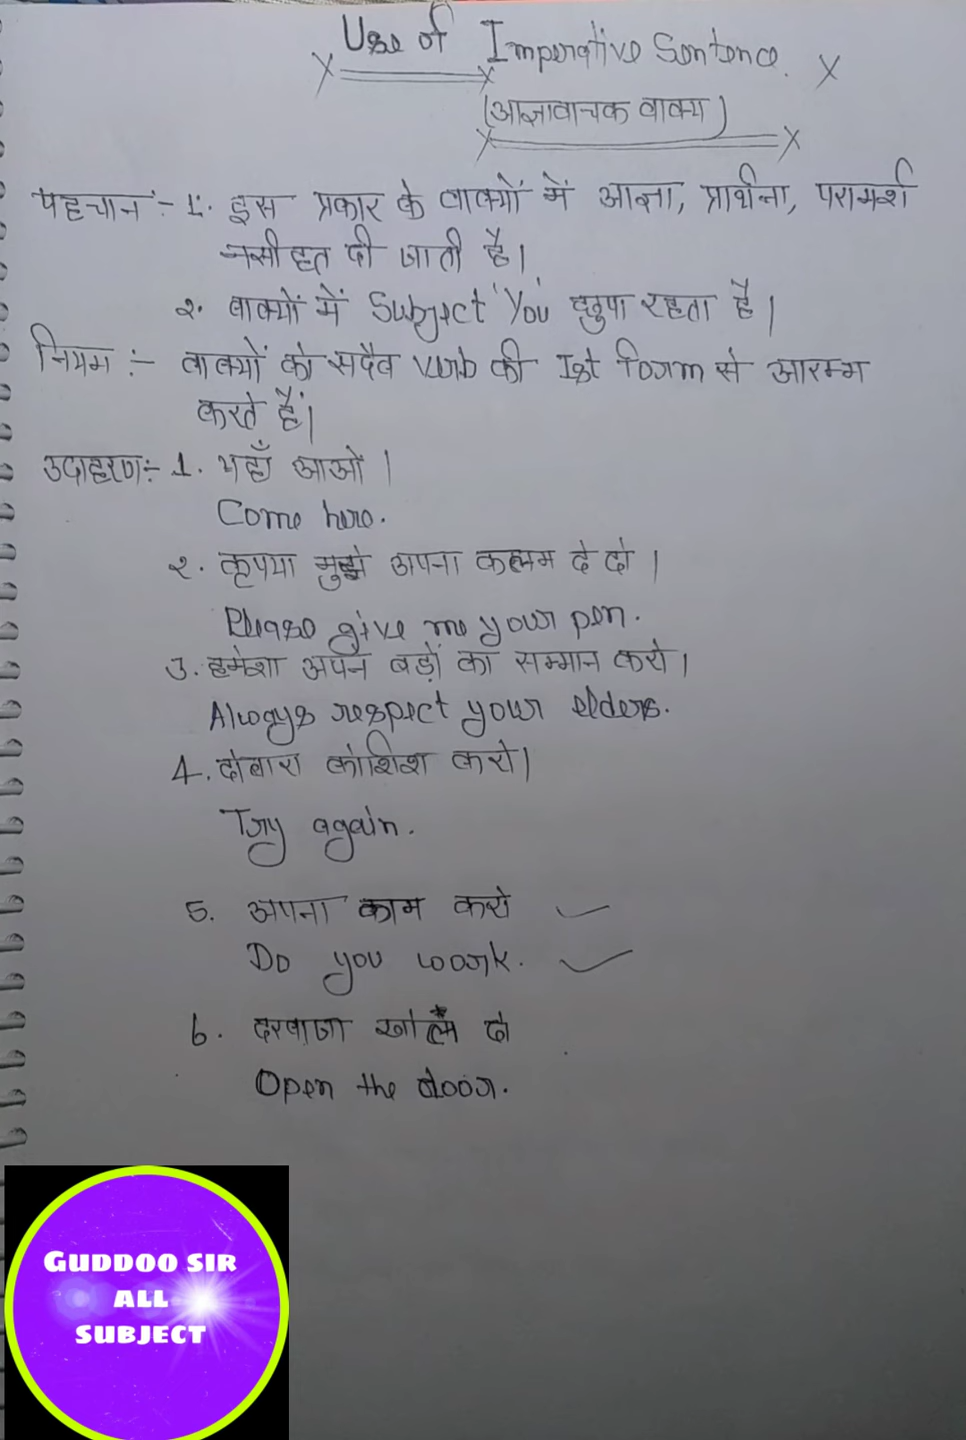 Use of Imperative Sentence.
(आज्ञावाचक वाक्य)
पहचान :- 1. इस प्रकार के वाक्यों में आज्ञा, प्रार्थना, परामर्श
नसीहत दी जाती है।
२. वाक्यों में Subject 'You' छुपा रहता है।
नियम :- वाक्यों को सदैव verb की Ist form से आरम्भ
करते हैं।
उदाहरण:- 1. यहाँ आओ।
Come here.
२. कृपया मुझे अपना कलम दे दो।
Please give me your pen.
3. हमेशा अपने बड़ों का सम्मान करो।
Always respect your elders.
4. दोबारा कोशिश करो।
Try again.
5. अपना काम करो
Do you work.
6. दरवाजा खोल दो
Open the door.
GUDDOO SIR
ALL
SUBJECT